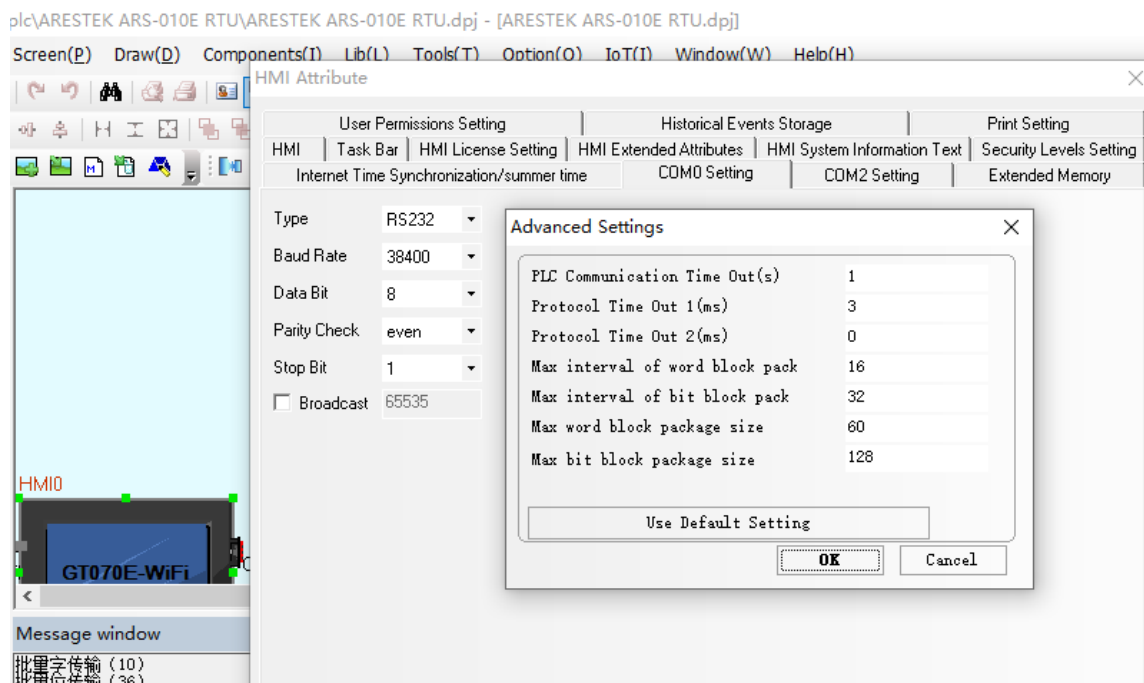 plc\ARESTEK ARS-010E RTU\ARESTEK ARS-010E RTU.dpj - [ARESTEK ARS-010E RTU.dpj]
Screen(P) Draw(D) Components(I) Lib(L) Tools(T) Option(O) IoT(I) Window(W) Help(H)
HMI Attribute
User Permissions Setting Historical Events Storage Print Setting
HMI Task Bar HMI License Setting HMI Extended Attributes HMI System Information Text Security Levels Setting
Internet Time Synchronization/summer time COM0 Setting COM2 Setting Extended Memory
Type RS232
Baud Rate 38400
Data Bit 8
Parity Check even
Stop Bit 1
Broadcast 65535
Advanced Settings
PLC Communication Time Out(s) 1
Protocol Time Out 1(ms) 3
Protocol Time Out 2(ms) 0
Max interval of word block pack 16
Max interval of bit block pack 32
Max word block package size 60
Max bit block package size 128
Use Default Setting
OK Cancel
HMI0
GT070E-WiFi
Message window
批量字传输 (10)
批量位传输 (36)